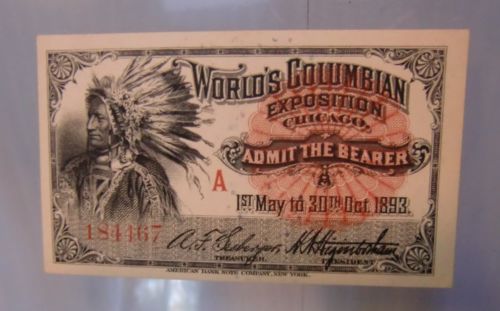 WORLD'S COLUMBIAN
EXPOSITION
CHICAGO,
ADMIT THE BEARER
A
1ST May to 30TH Oct. 1893.
184467
TREASURER. PRESIDENT
AMERICAN BANK NOTE COMPANY, NEW YORK.